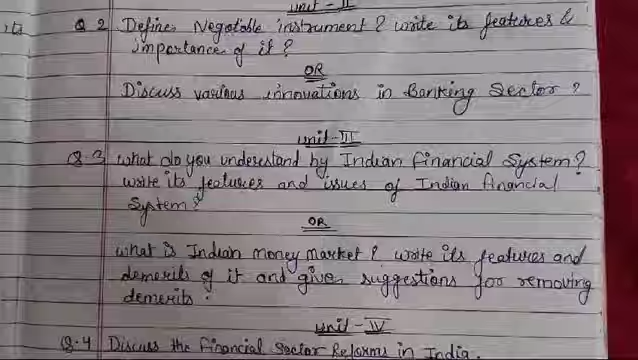 Unit - II
Q 2 Define Negotable instrument ? write its features &
importance of it ?
OR
Discuss various innovations in Banking Sector ?
Unit - III
Q.3 what do you understand by Indian financial System ?
write its features and issues of Indian financial
System ?
OR
what is Indian money market ? write its features and
demerits of it and given suggestions for removing
demerits .
Unit - IV
Q.4 Discuss the financial Sector Reforms in India.